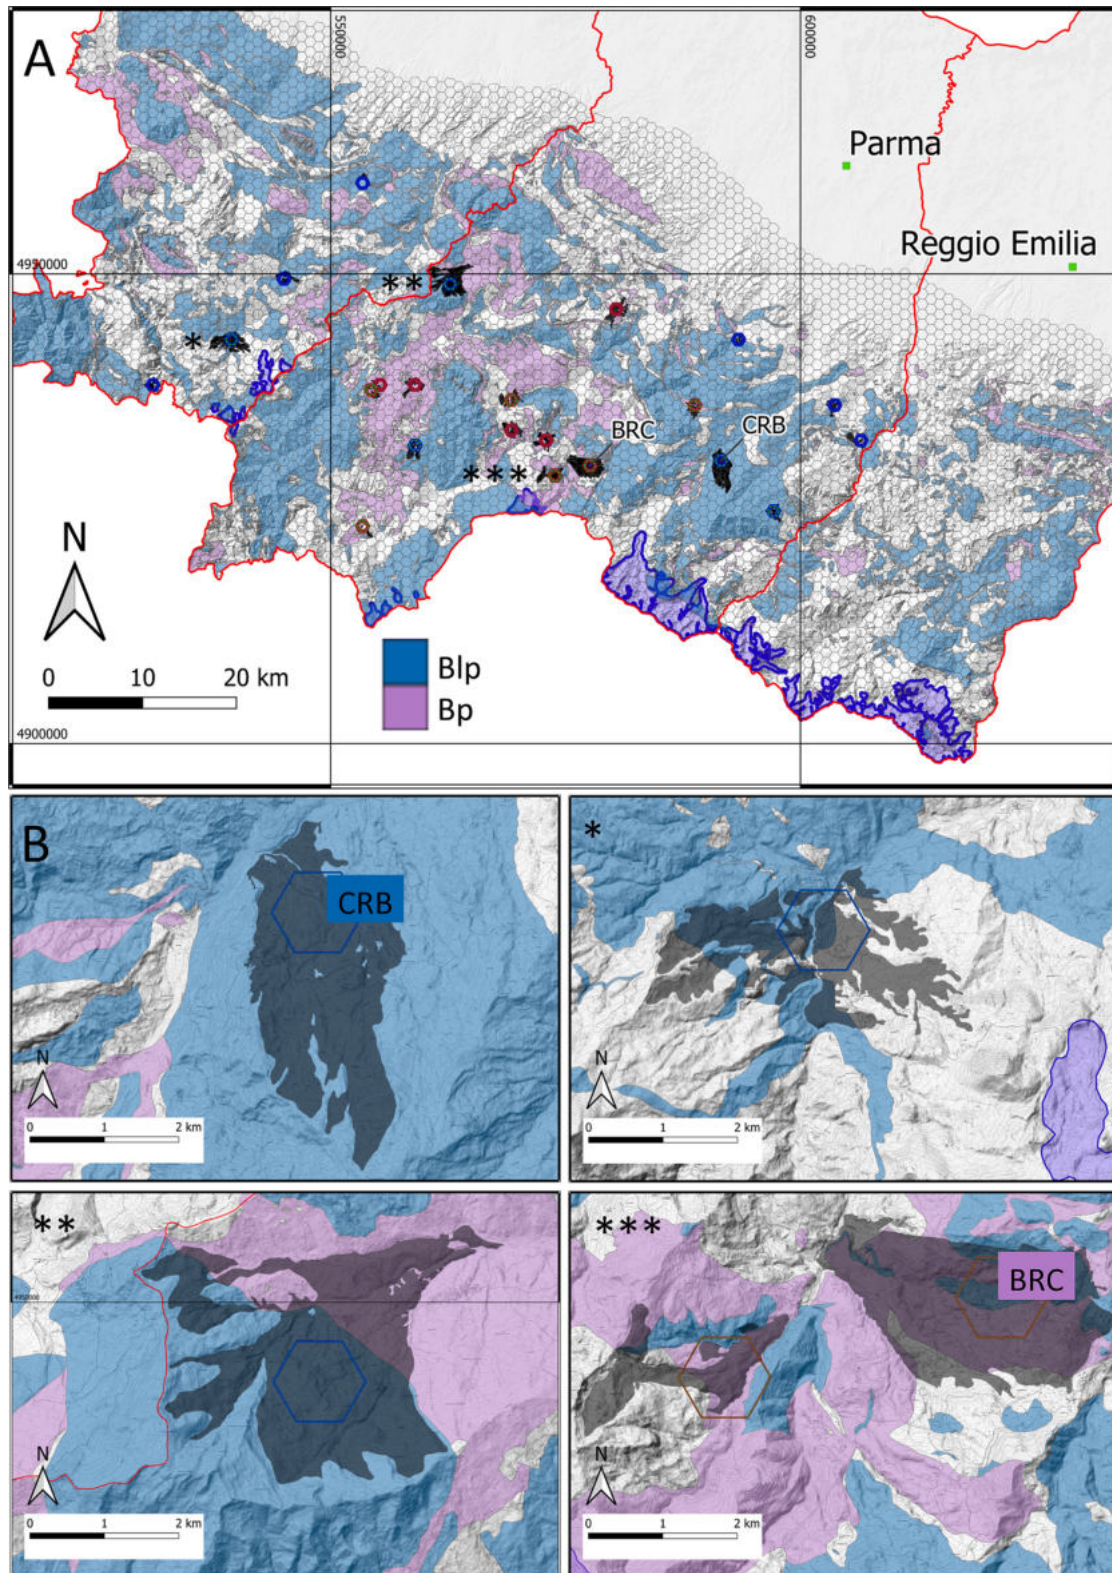 A
550000
600000
Parma
Reggio Emilia
4950000
**
*
BRC
CRB
***
N
0 10 20 km
Blp
Bp
4900000
B
CRB
N
0 1 2 km
*
N
0 1 2 km
**
4950000
N
0 1 2 km
***
BRC
N
0 1 2 km